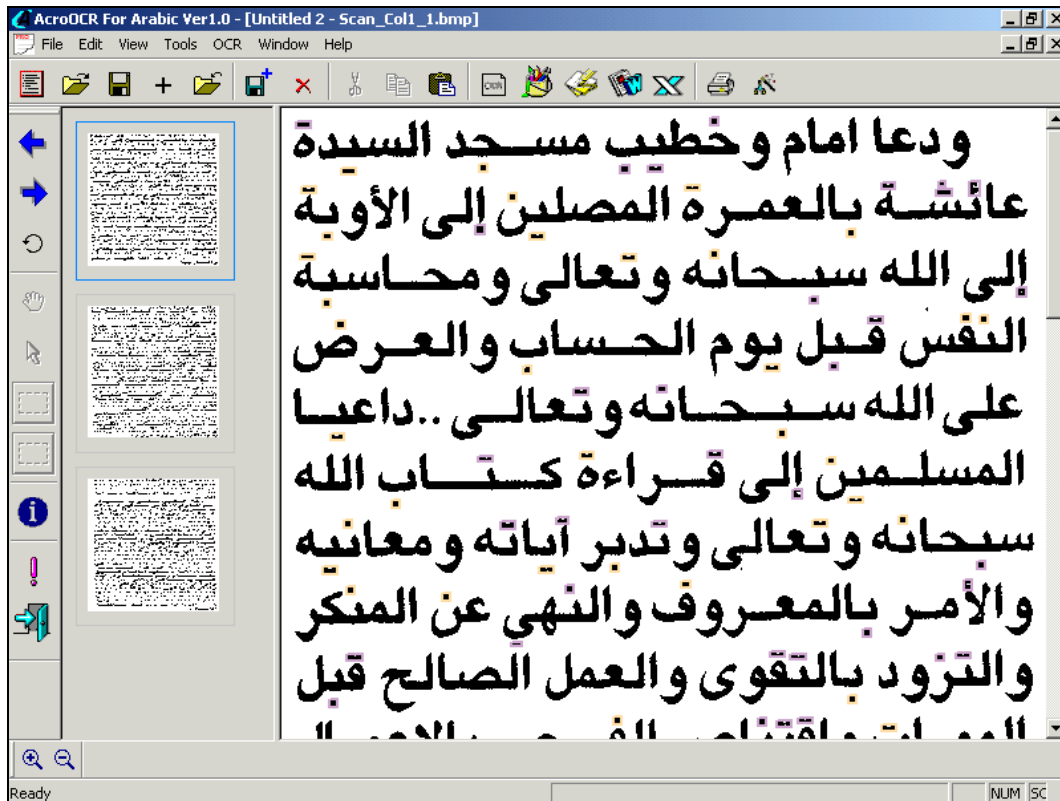 AcroOCR For Arabic Ver1.0 - [Untitled 2 - Scan_Col1_1.bmp]
File Edit View Tools OCR Window Help
ودعا امام وخطيب مسجد السيدة
عائشة بالعمرة المصلين إلى الأوبة
إلى الله سبحانه وتعالى ومحاسبة
النفس قبل يوم الحساب والعرض
على الله سبحانه وتعالى ..داعيا
المسلمين إلى قراءة كتاب الله
سبحانه وتعالى وتدبر آياته ومعانيه
والأمر بالمعروف والنهي عن المنكر
والتزود بالتقوى والعمل الصالح قبل
Ready NUM SC